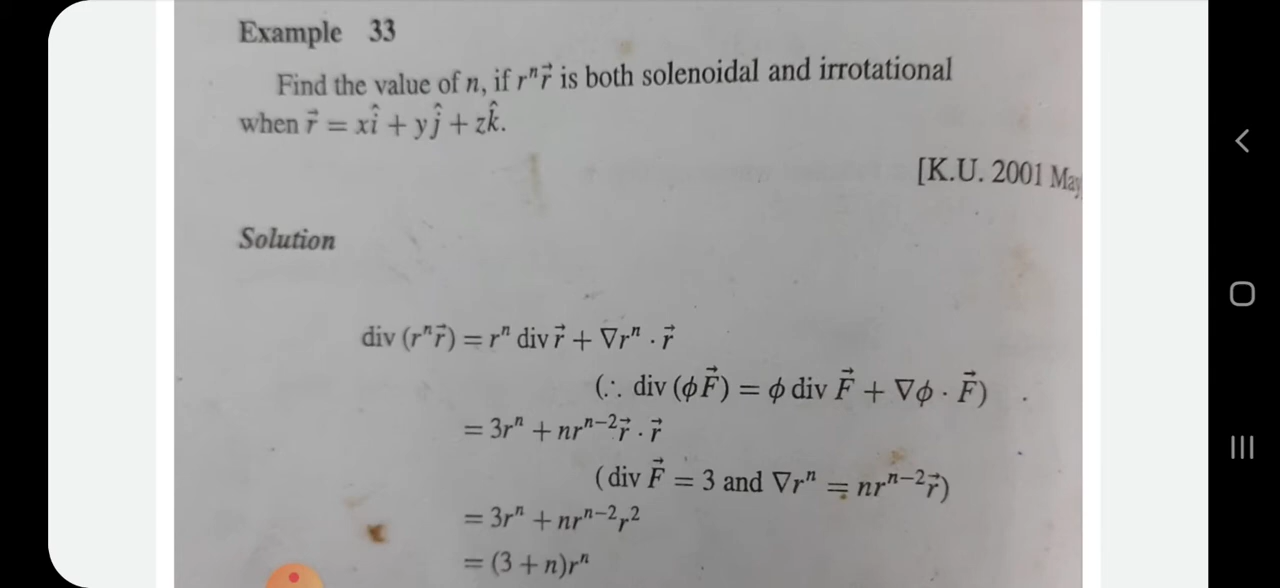 Example 33
Find the value of n, if rⁿr⃗ is both solenoidal and irrotational
when r⃗ = xî + yĵ + zk̂.
[K.U. 2001 May
Solution
div (rⁿr⃗) = rⁿ div r⃗ + ∇rⁿ · r⃗
(∴ div (ϕF⃗) = ϕ div F⃗ + ∇ϕ · F⃗)
= 3rⁿ + nrⁿ⁻²r⃗ · r⃗
(div F⃗ = 3 and ∇rⁿ = nrⁿ⁻²r⃗)
= 3rⁿ + nrⁿ⁻²r²
= (3 + n)rⁿ